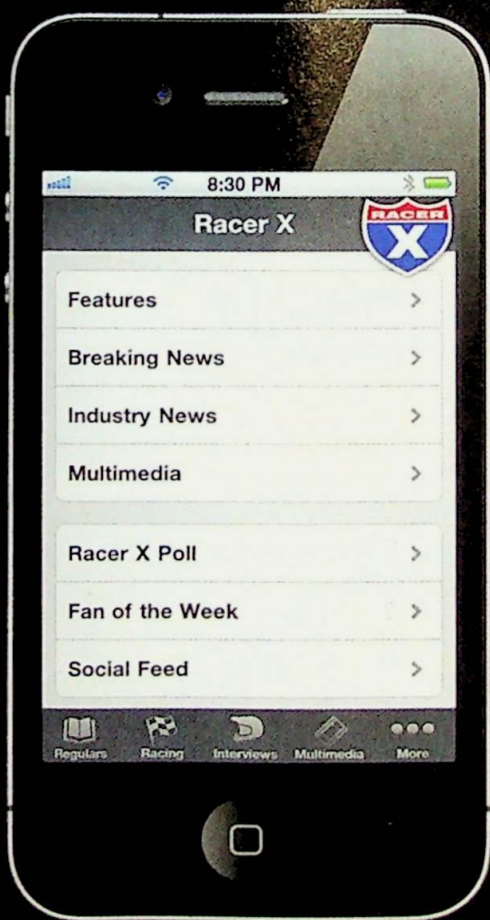 8:30 PM
Racer X
RACER
X
Features
Breaking News
Industry News
Multimedia
Racer X Poll
Fan of the Week
Social Feed
Regulars Racing Interviews Multimedia More